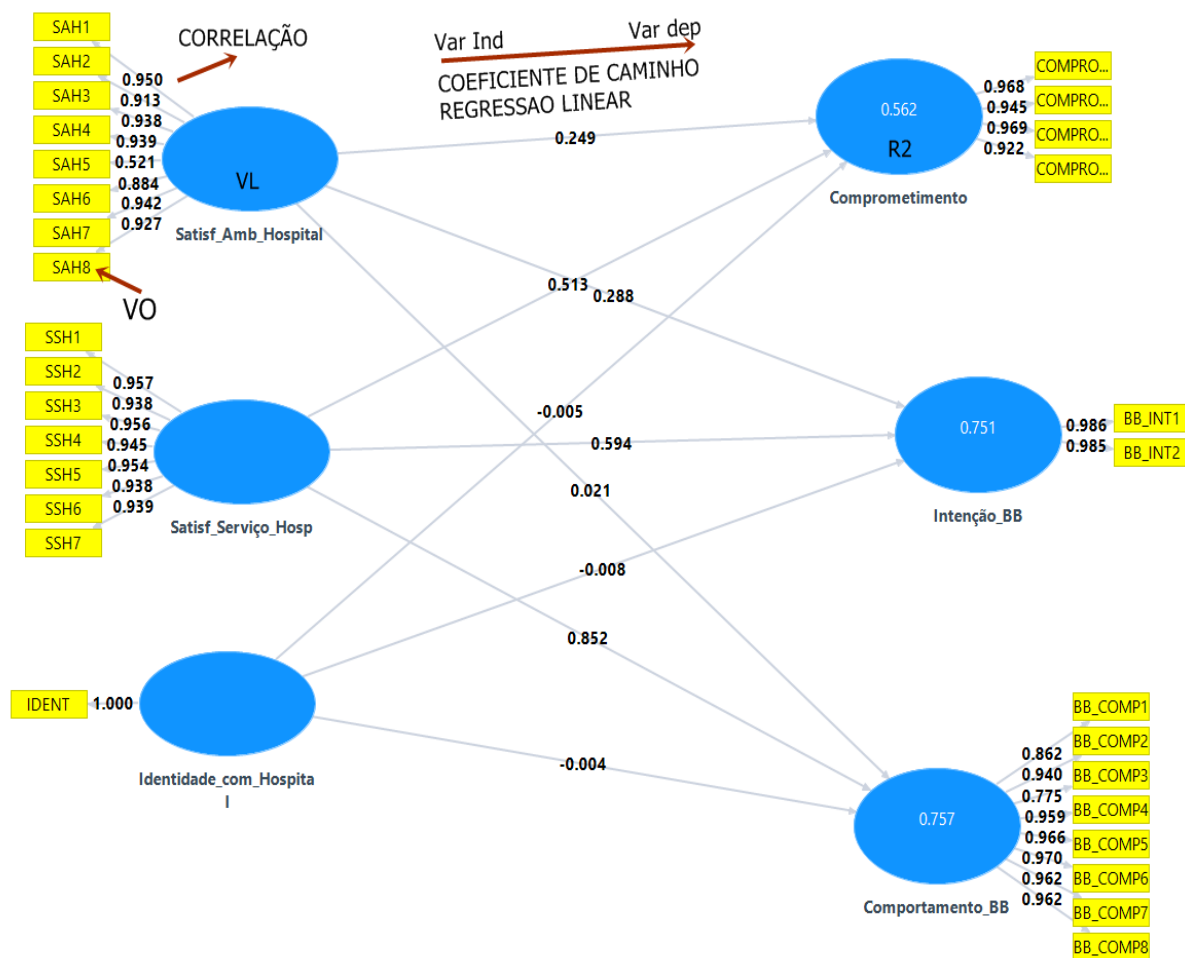 SAH1
SAH2
SAH3
SAH4
SAH5
SAH6
SAH7
SAH8
0.950
0.913
0.938
0.939
0.521
0.884
0.942
0.927
CORRELAÇÃO
VL
Satisf_Amb_Hospital
VO
Var Ind
Var dep
COEFICIENTE DE CAMINHO
REGRESSAO LINEAR
0.249
0.562
R2
Comprometimento
0.968
0.945
0.969
0.922
COMPRO...
COMPRO...
COMPRO...
COMPRO...
0.513
0.288
SSH1
SSH2
SSH3
SSH4
SSH5
SSH6
SSH7
0.957
0.938
0.956
0.945
0.954
0.938
0.939
Satisf_Serviço_Hosp
-0.005
0.594
0.021
0.751
Intenção_BB
0.986
0.985
BB_INT1
BB_INT2
-0.008
0.852
IDENT
1.000
Identidade_com_Hospita
l
-0.004
0.757
Comportamento_BB
0.862
0.940
0.775
0.959
0.966
0.970
0.962
0.962
BB_COMP1
BB_COMP2
BB_COMP3
BB_COMP4
BB_COMP5
BB_COMP6
BB_COMP7
BB_COMP8